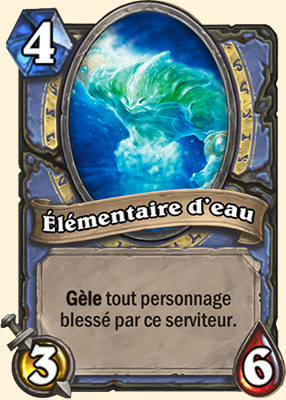 4
Élémentaire d'eau
Gèle tout personnage
blessé par ce serviteur.
3
6